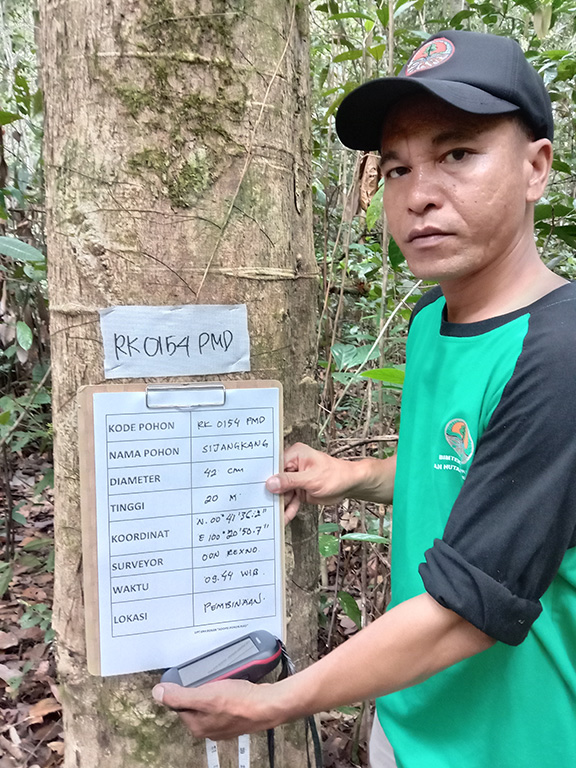 RK 0154 PMD
KODE POHON RK 0154 PMD
NAMA POHON SIJANGKANG
DIAMETER 42 cm
TINGGI 20 M.
KOORDINAT N. 00° 41' 36.2"
E 100° 20' 50.7"
SURVEYOR DON REXNO.
WAKTU 09.44 WIB.
LOKASI PEMBINAAN.